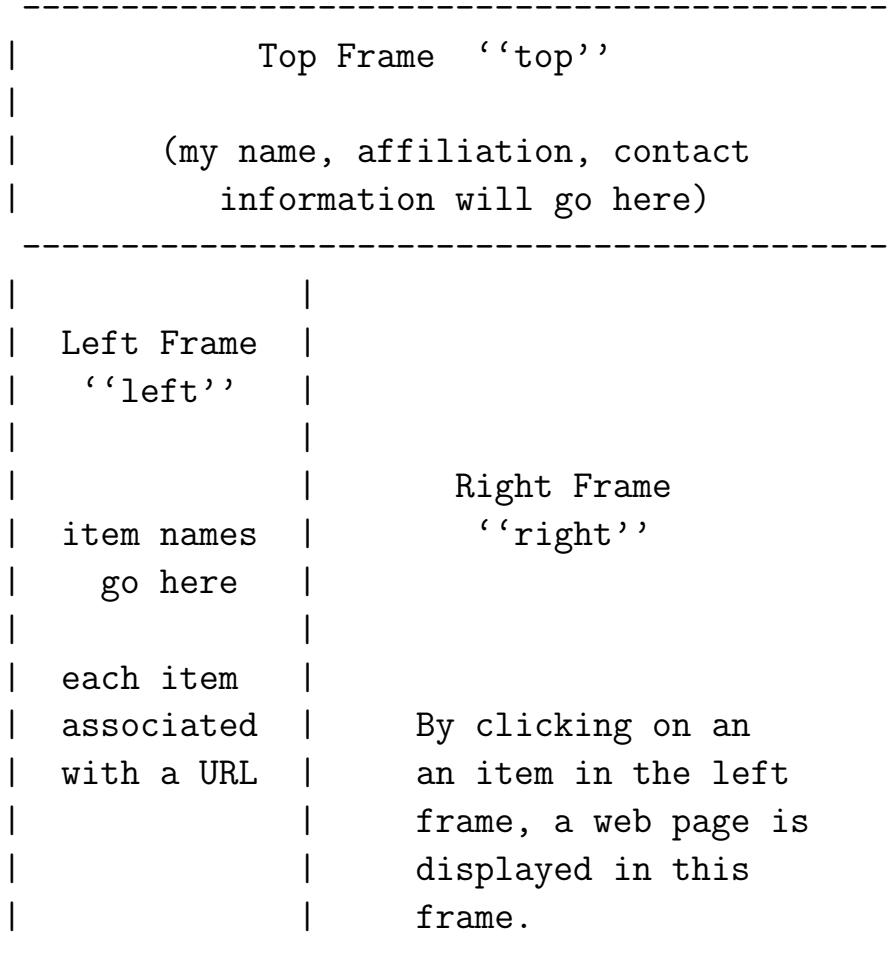 --------------------------------------------
|            Top Frame  ‘‘top’’
|
|       (my name, affiliation, contact
|          information will go here)
--------------------------------------------
|              |
|  Left Frame  |
|   ‘‘left’’   |
|              |
|              |       Right Frame
|  item names  |        ‘‘right’’
|    go here   |
|              |
|  each item   |
|  associated  |     By clicking on an
|  with a URL  |     an item in the left
|              |     frame, a web page is
|              |     displayed in this
|              |     frame.